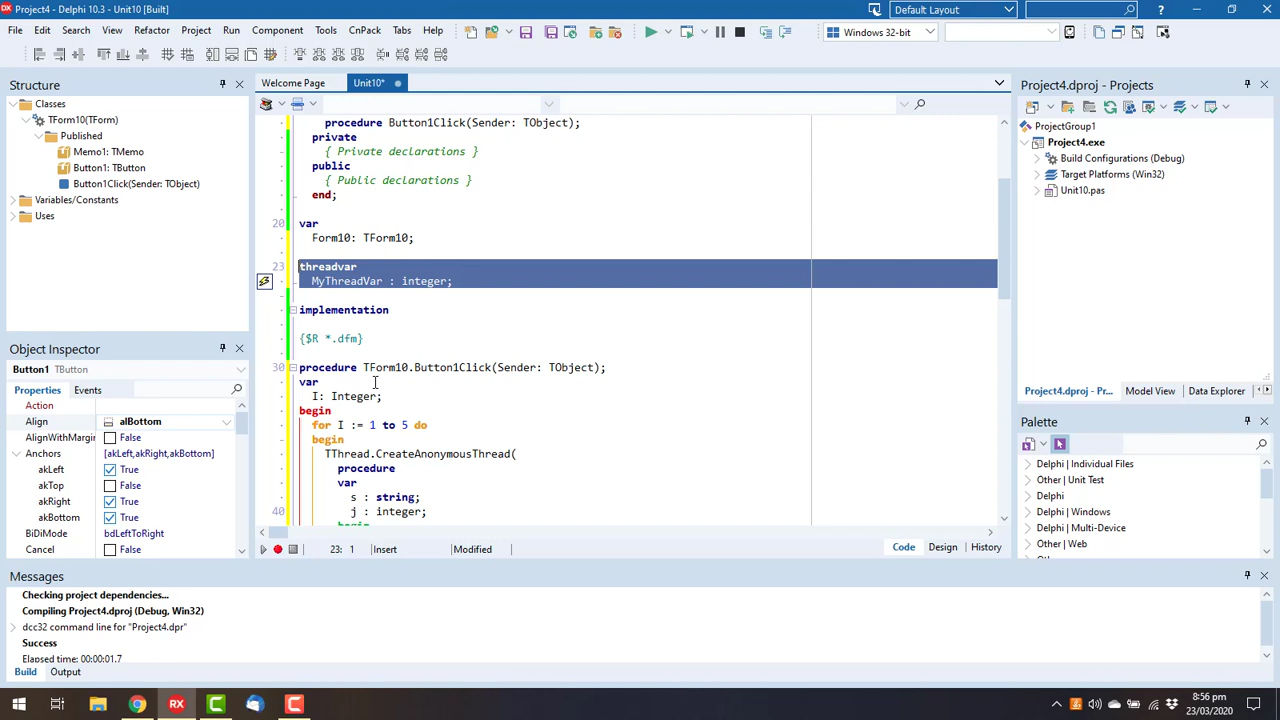 Project4 - Delphi 10.3 - Unit10 [Built]
Default Layout
File Edit Search View Refactor Project Run Component Tools CnPack Tabs Help
Windows 32-bit
Structure
Classes
TForm10(TForm)
Published
Memo1: TMemo
Button1: TButton
Button1Click(Sender: TObject)
Variables/Constants
Uses
Object Inspector
Button1 TButton
Properties Events
Action
Align alBottom
AlignWithMargin False
Anchors [akLeft,akRight,akBottom]
akLeft True
akTop False
akRight True
akBottom True
BiDiMode bdLeftToRight
Cancel False
Welcome Page Unit10*
procedure Button1Click(Sender: TObject);
private
{ Private declarations }
public
{ Public declarations }
end;
20 var
Form10: TForm10;
23 threadvar
MyThreadVar : integer;
implementation
{$R *.dfm}
30 procedure TForm10.Button1Click(Sender: TObject);
var
I: Integer;
begin
for I := 1 to 5 do
begin
TThread.CreateAnonymousThread(
procedure
var
s : string;
40 j : integer;
begin
23: 1 Insert Modified
Code Design History
Project4.dproj - Projects
ProjectGroup1
Project4.exe
Build Configurations (Debug)
Target Platforms (Win32)
Unit10.pas
Project4.dproj - Pr... Model View Data Explorer
Palette
Delphi | Individual Files
Other | Unit Test
Delphi
Delphi | Windows
Delphi | Multi-Device
Other | Web
Messages
Checking project dependencies...
Compiling Project4.dproj (Debug, Win32)
dcc32 command line for "Project4.dpr"
Success
Elapsed time: 00:00:01.7
Build Output
RX
8:56 pm
23/03/2020